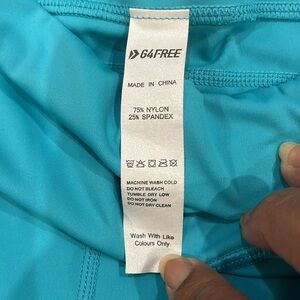 G4FREE
MADE IN CHINA
75% NYLON
25% SPANDEX
MACHINE WASH COLD
DO NOT BLEACH
TUMBLE DRY LOW
DO NOT IRON
DO NOT DRY CLEAN
Wash With Like
Colours Only